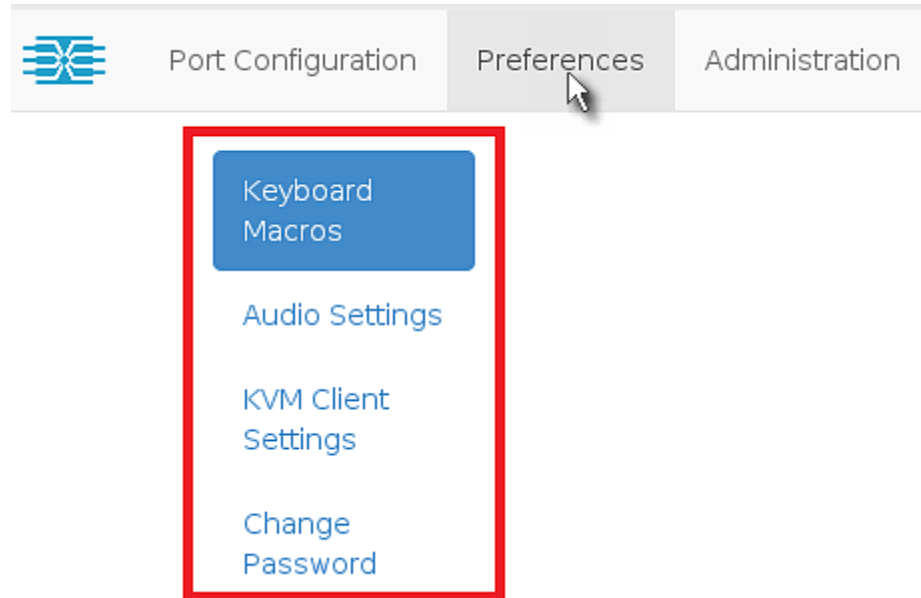 Port Configuration Preferences Administration
Keyboard
Macros
Audio Settings
KVM Client
Settings
Change
Password